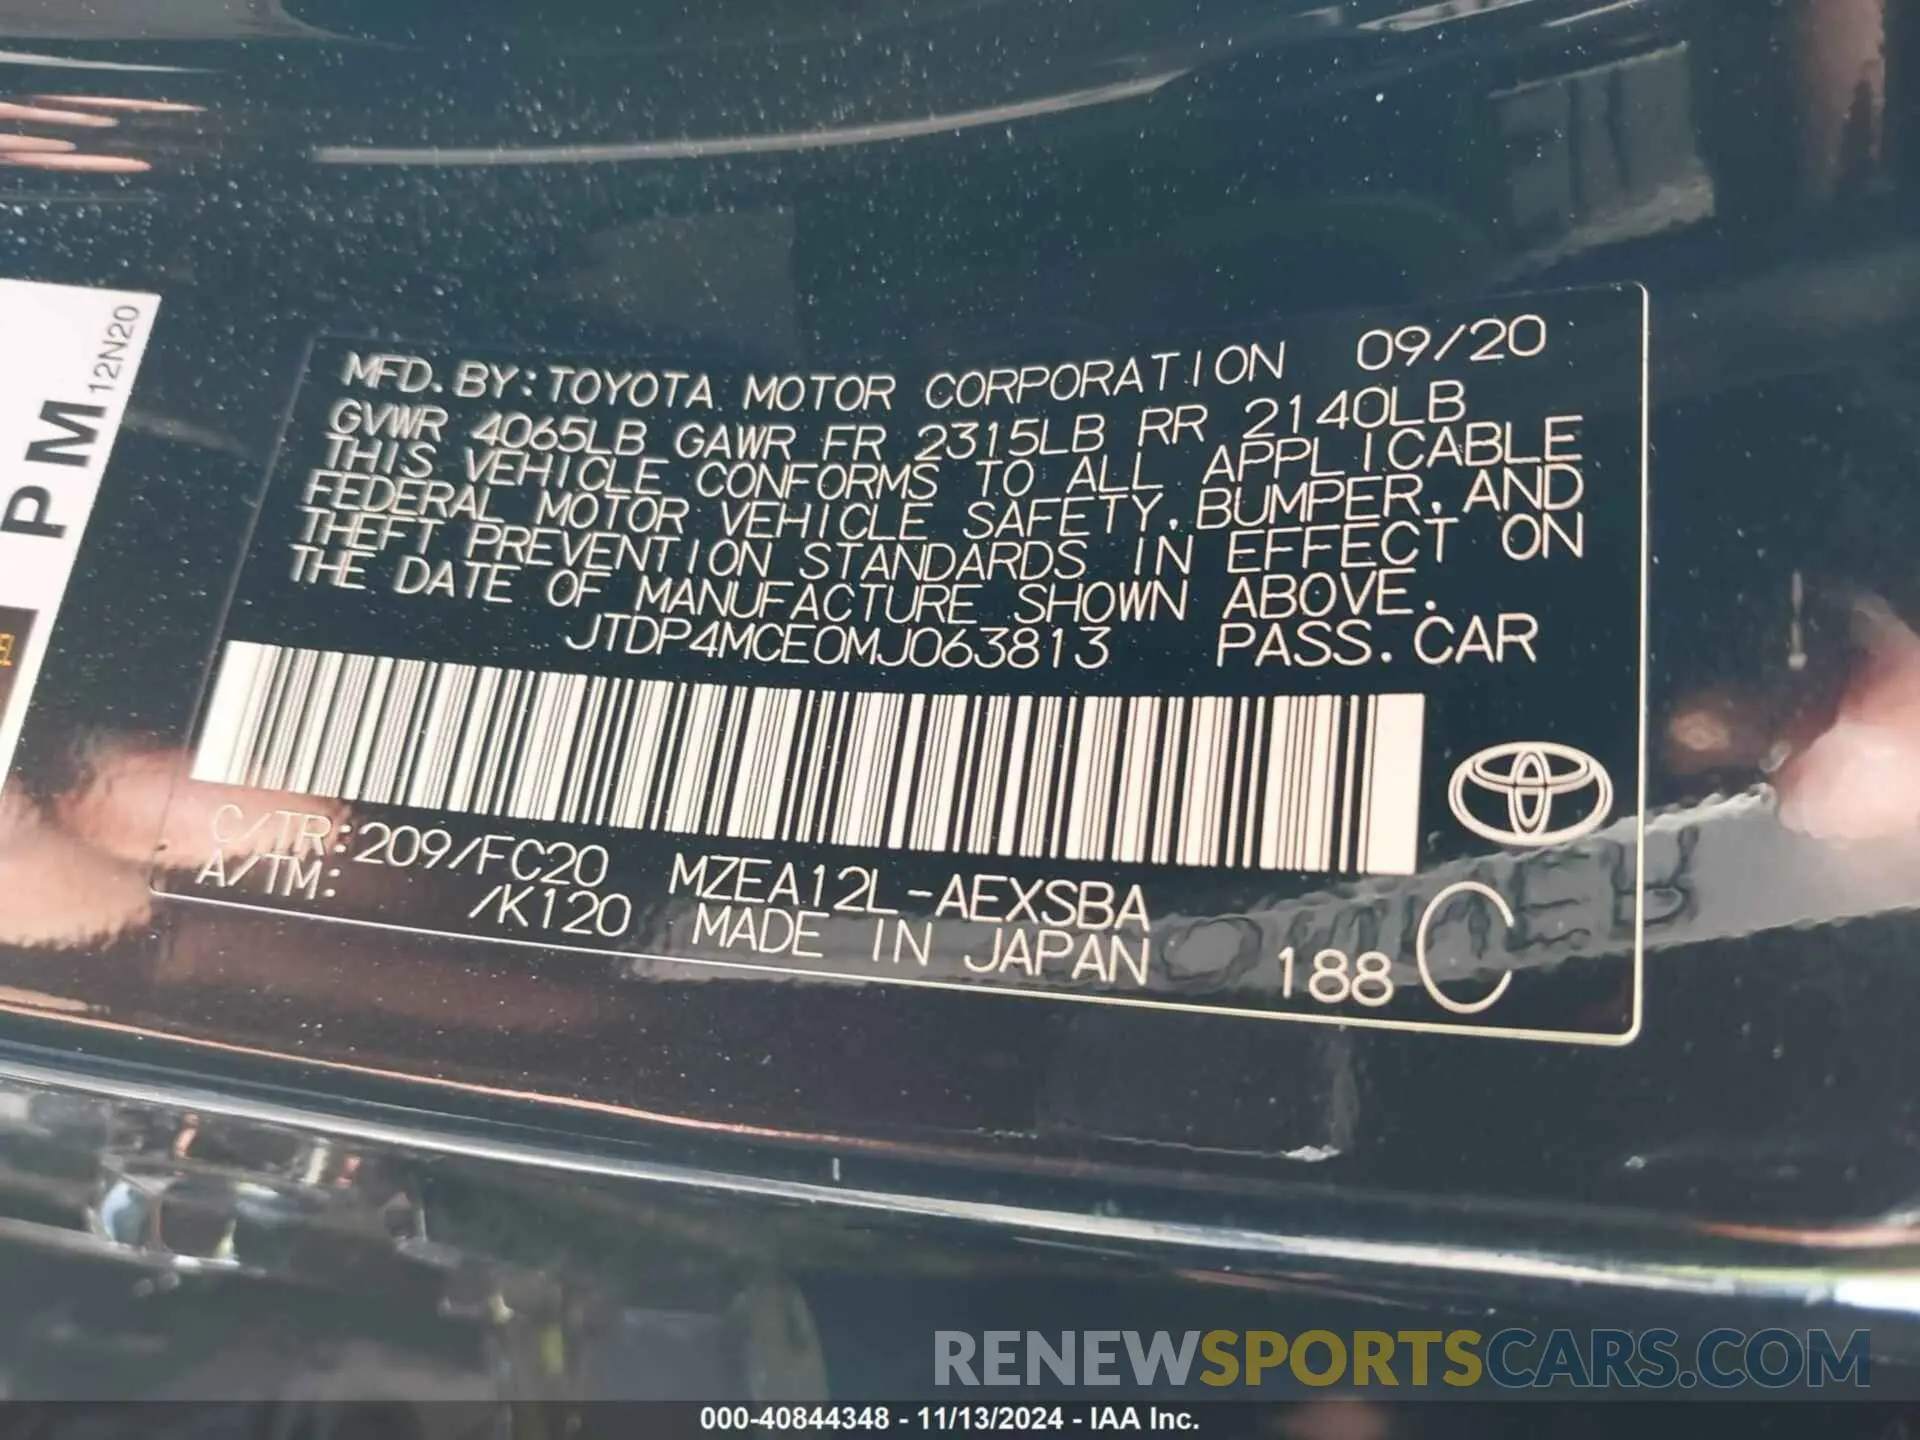 PM 12N20
MFD. BY: TOYOTA MOTOR CORPORATION 09/20
GVWR 4065LB GAWR FR 2315LB RR 2140LB
THIS VEHICLE CONFORMS TO ALL APPLICABLE
FEDERAL MOTOR VEHICLE SAFETY, BUMPER, AND
THEFT PREVENTION STANDARDS IN EFFECT ON
THE DATE OF MANUFACTURE SHOWN ABOVE.
JTDP4MCE0MJ063813 PASS. CAR
C/TR: 209/FC20 MZEA12L-AEXSBA
A/TM: /K120 MADE IN JAPAN 188 C
RENEWSPORTSCARS.COM
000-40844348 - 11/13/2024 - IAA Inc.